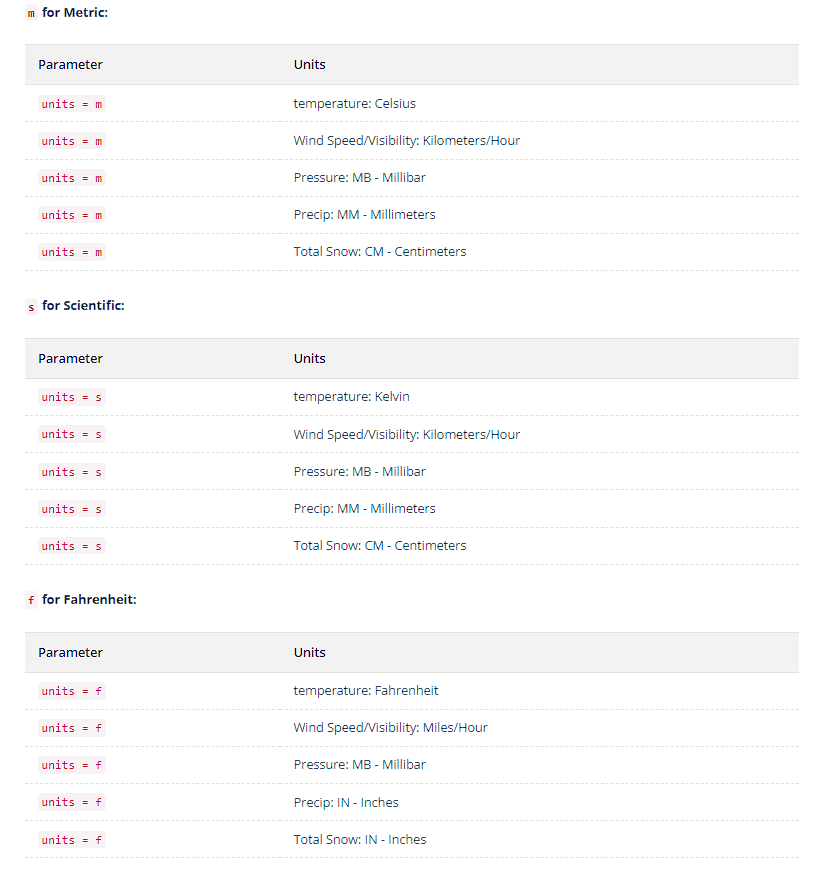 m for Metric:
Parameter Units
units = m temperature: Celsius
units = m Wind Speed/Visibility: Kilometers/Hour
units = m Pressure: MB - Millibar
units = m Precip: MM - Millimeters
units = m Total Snow: CM - Centimeters
s for Scientific:
Parameter Units
units = s temperature: Kelvin
units = s Wind Speed/Visibility: Kilometers/Hour
units = s Pressure: MB - Millibar
units = s Precip: MM - Millimeters
units = s Total Snow: CM - Centimeters
f for Fahrenheit:
Parameter Units
units = f temperature: Fahrenheit
units = f Wind Speed/Visibility: Miles/Hour
units = f Pressure: MB - Millibar
units = f Precip: IN - Inches
units = f Total Snow: IN - Inches